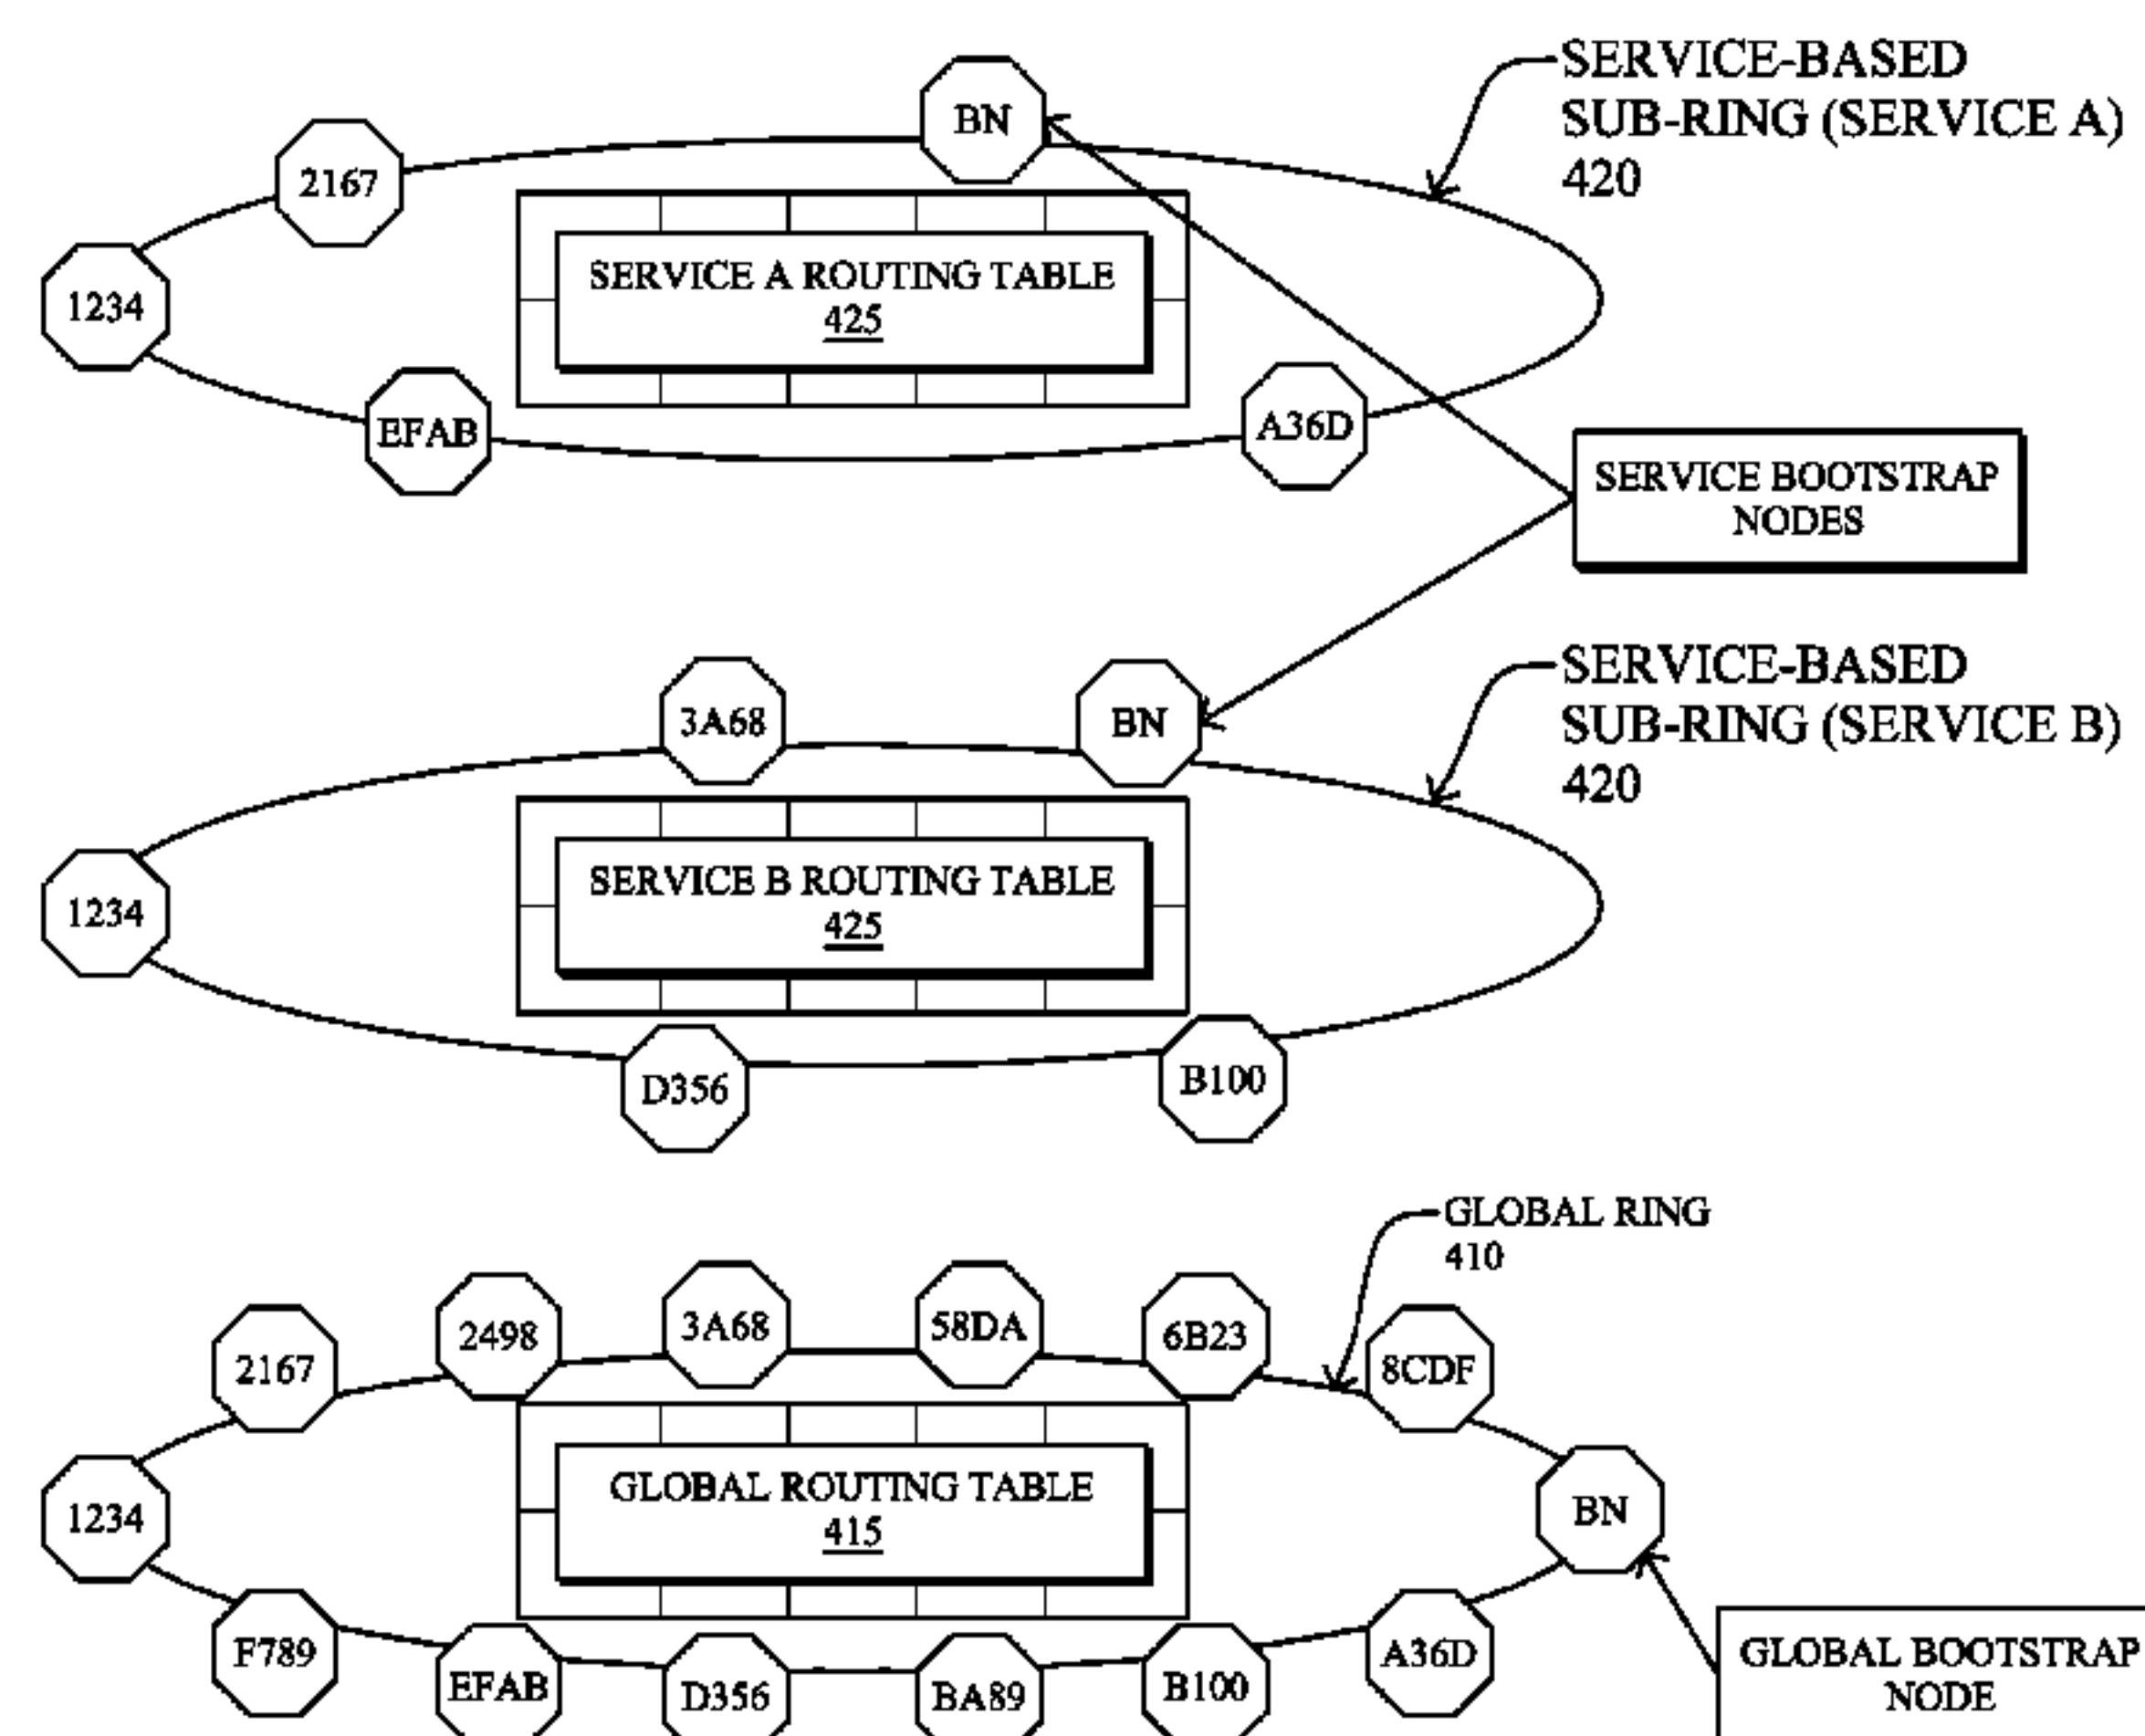 SERVICE-BASED
SUB-RING (SERVICE A)
420
BN
2167
1234
SERVICE A ROUTING TABLE
425
EFAB
A36D
SERVICE BOOTSTRAP
NODES
SERVICE-BASED
SUB-RING (SERVICE B)
420
3A68
BN
1234
SERVICE B ROUTING TABLE
425
D356
B100
GLOBAL RING
410
2167
2498
3A68
58DA
6B23
8CDF
1234
GLOBAL ROUTING TABLE
415
BN
F789
EFAB
D356
BA89
B100
A36D
GLOBAL BOOTSTRAP
NODE